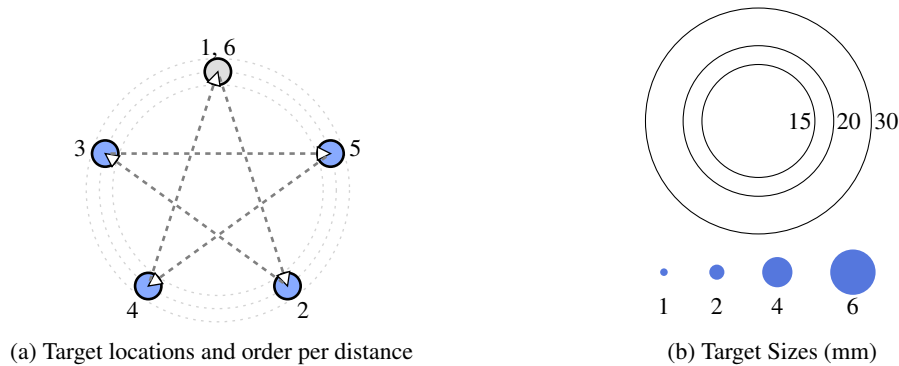 1, 6
3
5
4
2
(a) Target locations and order per distance
15 20 30
1 2 4 6
(b) Target Sizes (mm)